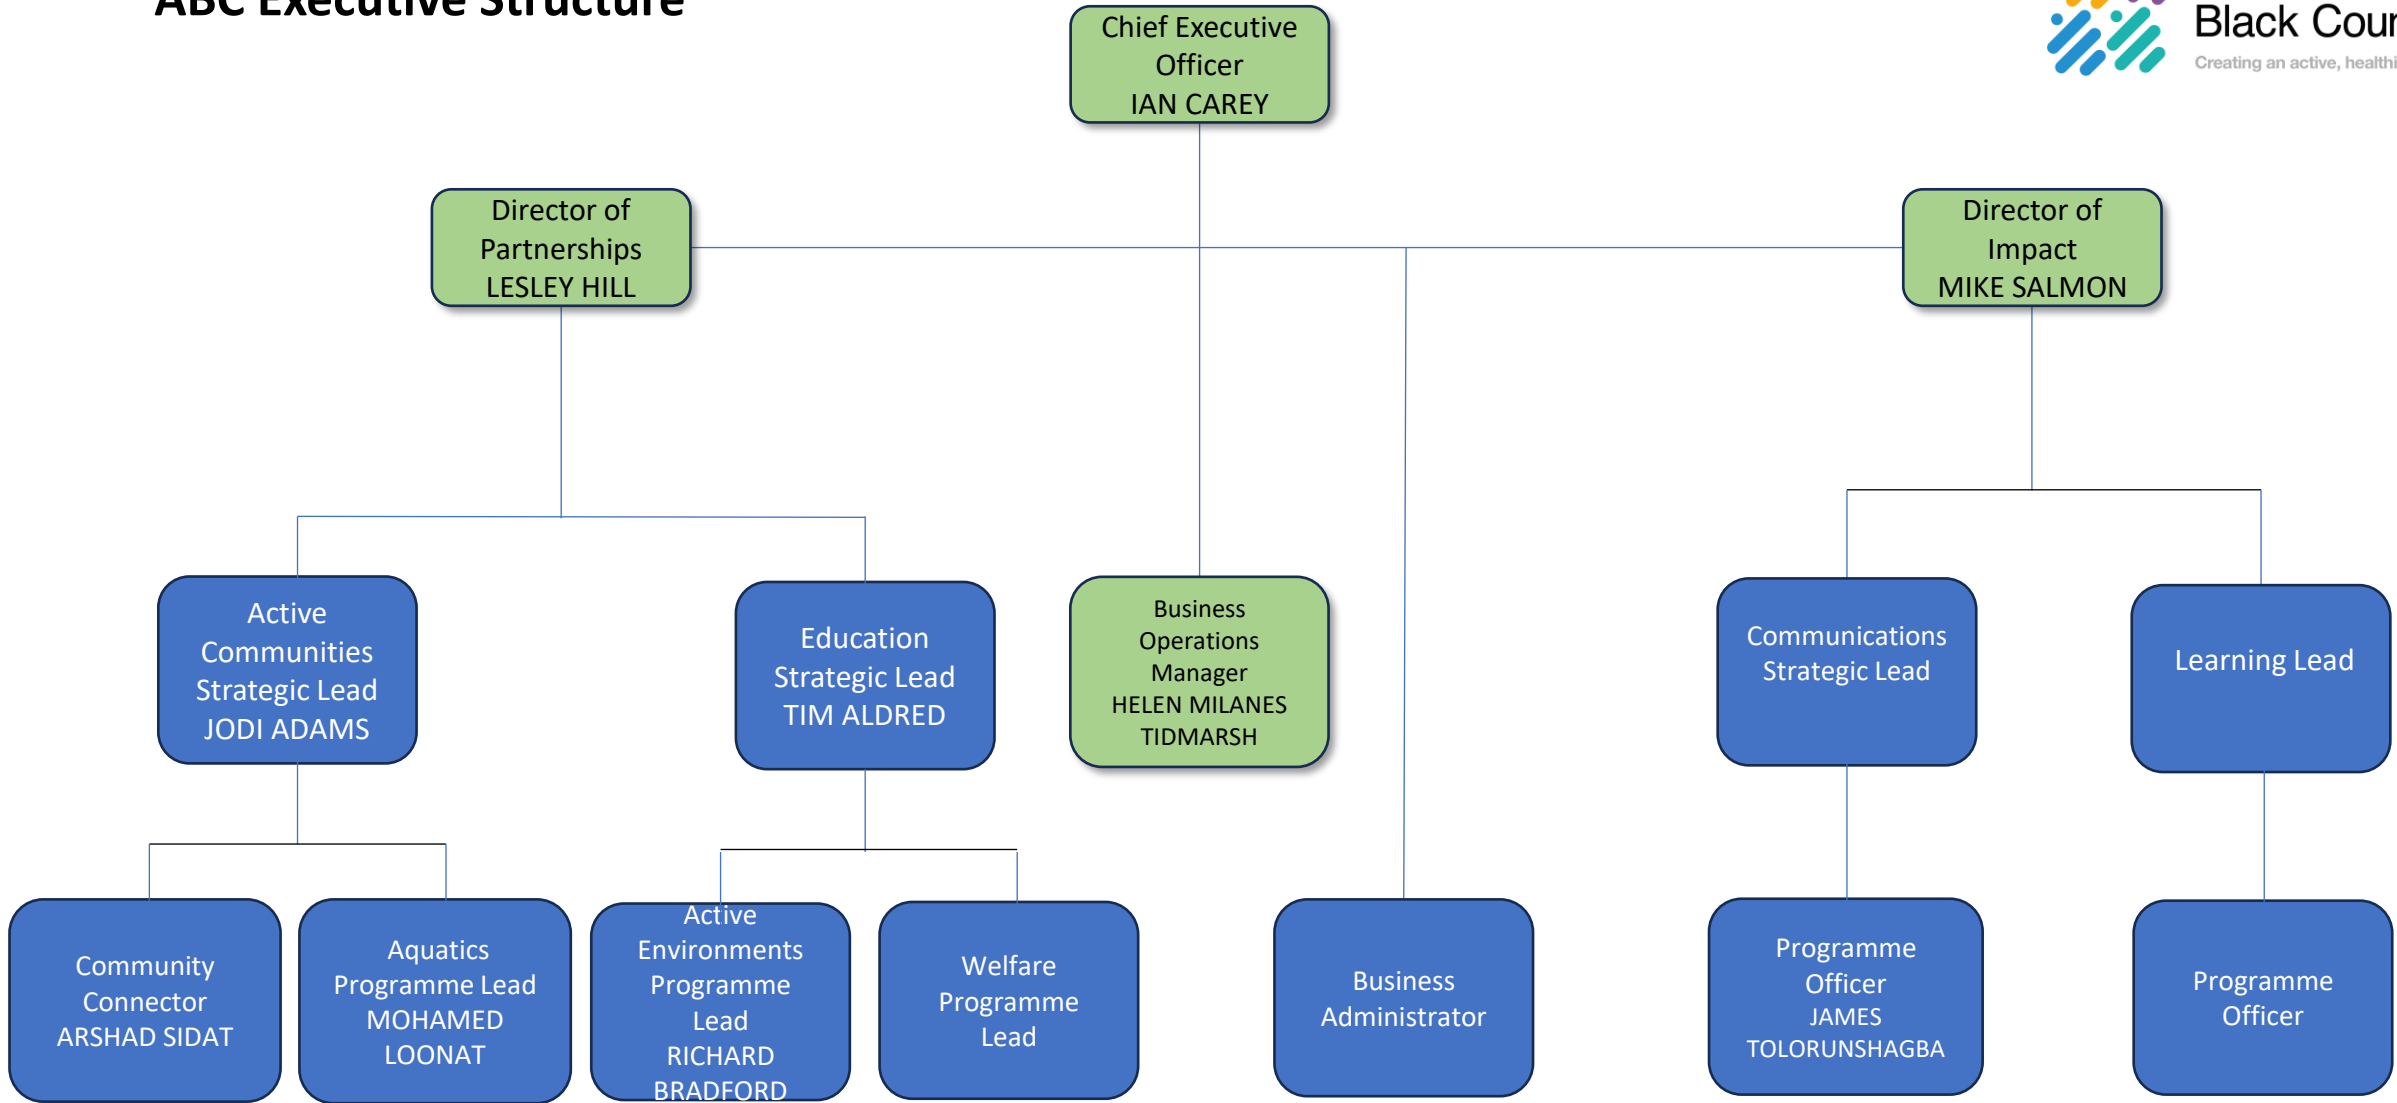 ABC Executive Structure
Chief Executive
Officer
IAN CAREY
Black Coun
Creating an active, healthi
Director of
Partnerships
LESLEY HILL
Director of
Impact
MIKE SALMON
Active
Communities
Strategic Lead
JODI ADAMS
Education
Strategic Lead
TIM ALDRED
Business
Operations
Manager
HELEN MILANES
TIDMARSH
Communications
Strategic Lead
Learning Lead
Community
Connector
ARSHAD SIDAT
Aquatics
Programme Lead
MOHAMED
LOONAT
Active
Environments
Programme
Lead
RICHARD
BRADFORD
Welfare
Programme
Lead
Business
Administrator
Programme
Officer
JAMES
TOLORUNSHAGBA
Programme
Officer